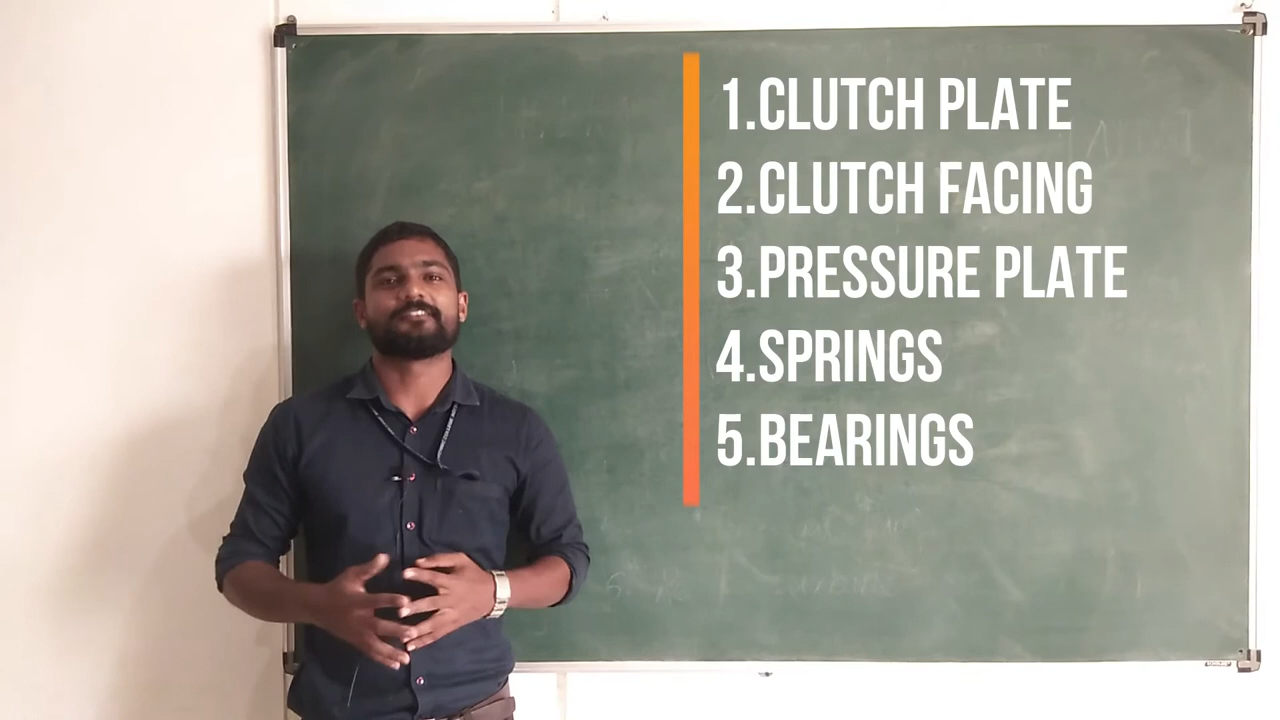 1.CLUTCH PLATE
2.CLUTCH FACING
3.PRESSURE PLATE
4.SPRINGS
5.BEARINGS